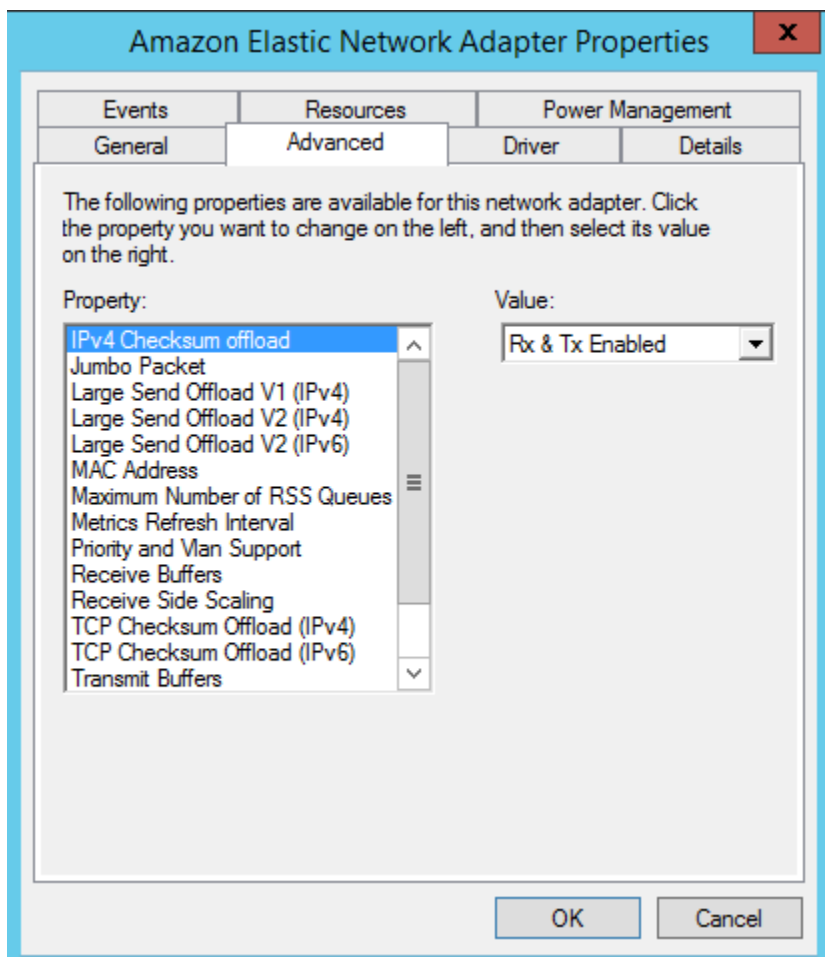 Amazon Elastic Network Adapter Properties
x
Events
Resources
Power Management
General
Advanced
Driver
Details
The following properties are available for this network adapter. Click
the property you want to change on the left, and then select its value
on the right.
Property:
Value:
IPv4 Checksum offload
Rx & Tx Enabled
Jumbo Packet
Large Send Offload V1 (IPv4)
Large Send Offload V2 (IPv4)
Large Send Offload V2 (IPv6)
MAC Address
Maximum Number of RSS Queues
Metrics Refresh Interval
Priority and Vlan Support
Receive Buffers
Receive Side Scaling
TCP Checksum Offload (IPv4)
TCP Checksum Offload (IPv6)
Transmit Buffers
OK
Cancel